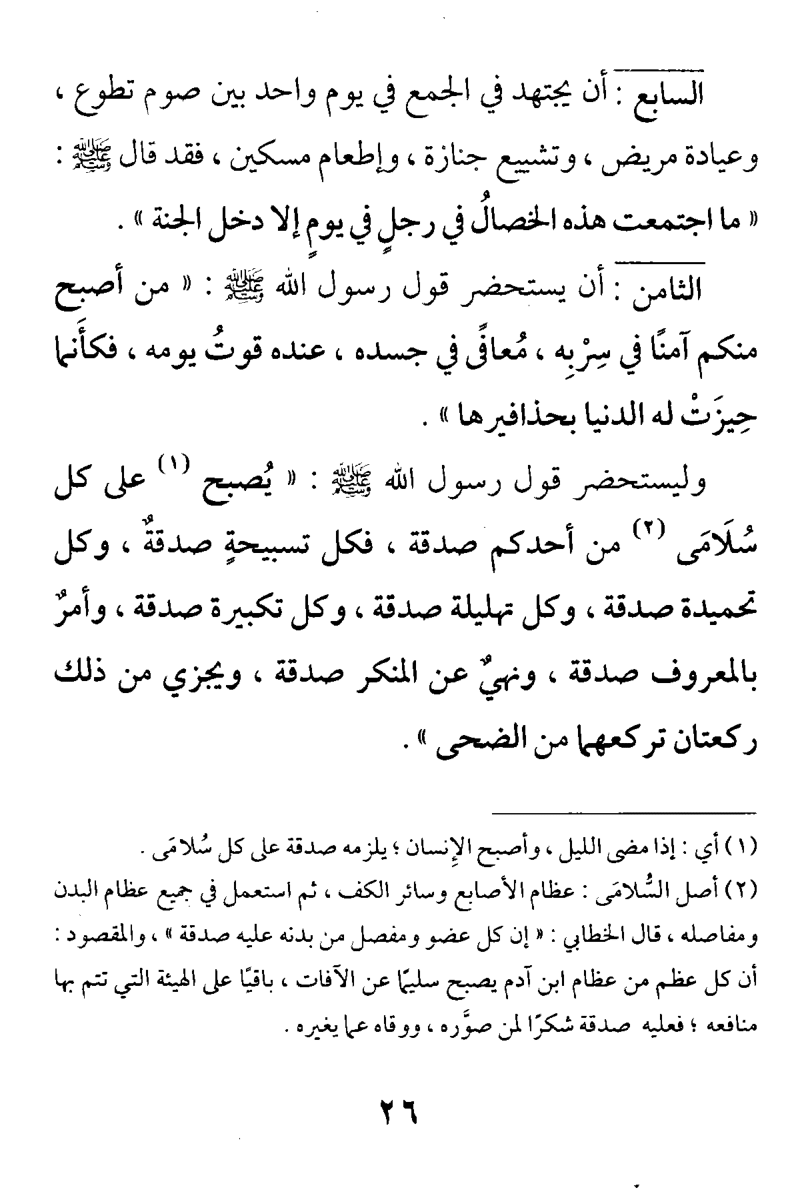 السابع : أن يجتهد في الجمع في يوم واحد بين صوم تطوع ،
وعيادة مريض ، وتشييع جنازة ، وإطعام مسكين ، فقد قال ﷺ :
« ما اجتمعت هذه الخصالُ في رجلٍ في يومٍ إلا دخل الجنة » .
الثامن : أن يستحضر قول رسول الله ﷺ : « من أصبح
منكم آمنًا في سِرْبِه ، مُعافًى في جسده ، عنده قوتُ يومه ، فكأَنما
حِيزَتْ له الدنيا بحذافيرها » .
وليستحضر قول رسول الله ﷺ : « يُصبح (١) على كل
سُلَامَى (٢) من أحدكم صدقة ، فكل تسبيحةٍ صدقةٌ ، وكل
تحميدة صدقة ، وكل تهليلة صدقة ، وكل تكبيرة صدقة ، وأمرٌ
بالمعروف صدقة ، ونهيٌ عن المنكر صدقة ، ويجزي من ذلك
ركعتان تركعهما من الضحى » .
(١) أي : إذا مضى الليل ، وأصبح الإِنسان ؛ يلزمه صدقة على كل سُلامَى .
(٢) أصل السُّلامَى : عظام الأصابع وسائر الكف ، ثم استعمل في جميع عظام البدن
ومفاصله ، قال الخطابي : « إن كل عضو ومفصل من بدنه عليه صدقة » ، والمقصود :
أن كل عظم من عظام ابن آدم يصبح سليمًا عن الآفات ، باقيًا على الهيئة التي تتم بها
منافعه ؛ فعليه صدقة شكرًا لمن صوَّره ، ووقاه عما يغيره .
٢٦